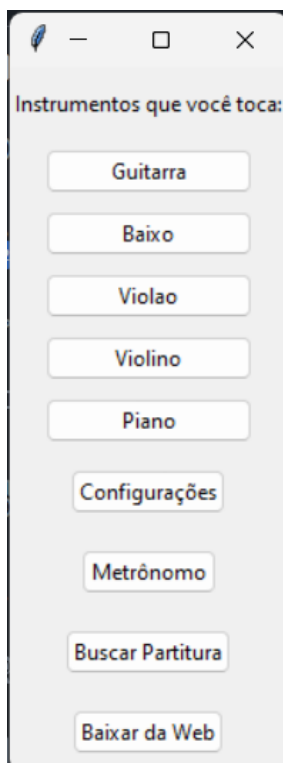 Instrumentos que você toca:
Guitarra
Baixo
Violao
Violino
Piano
Configurações
Metrônomo
Buscar Partitura
Baixar da Web